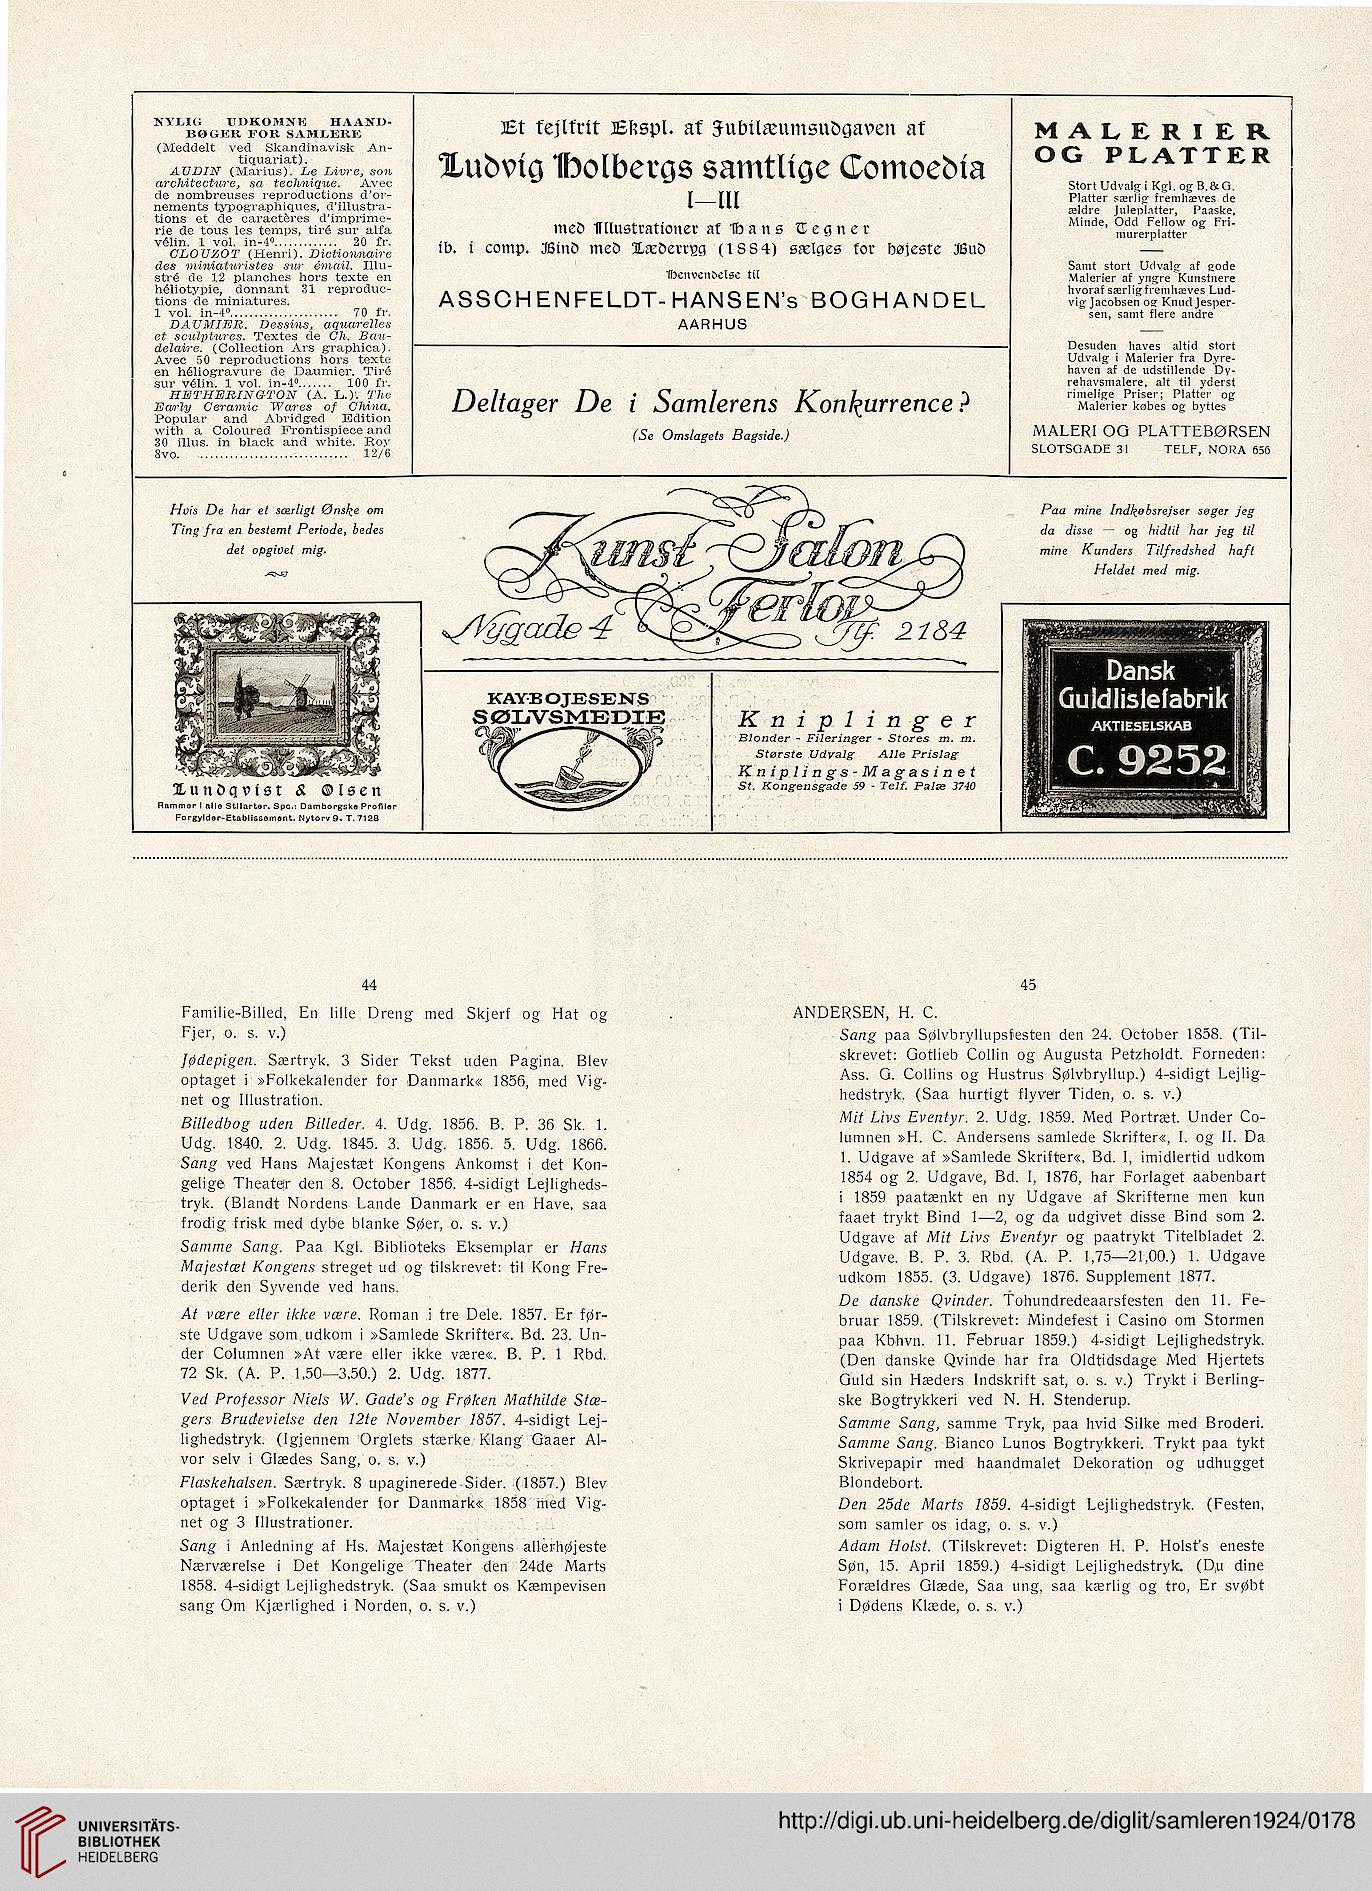 NYLIG UDKOMNE HAAND-
BØGER FOR SAMLERE
(Meddelt ved Skandinavisk An-
tiquariat).
AUDIN (Marius). Le Livre, son
architecture, sa technique. Avec
de nombreuses reproductions d'or-
nements typographiques, d'illustra-
tions et de caractères d'imprime-
rie de tous les temps, tiré sur alfa
vélin. 1 vol. in-4º............ 20 fr.
CLOUZOT (Henri). Dictionnaire
des miniaturistes sur émail. Illu-
stré de 12 planches hors texte en
héliotypie, donnant 31 reproduc-
tions de miniatures.
1 vol. in-4º..................... 70 fr.
DAUMIER. Dessins, aquarelles
et sculptures. Textes de Ch. Bau-
delaire. (Collection Ars graphica).
Avec 50 reproductions hors texte
en héliogravure de Daumier. Tiré
sur vélin. 1 vol. in-4º....... 100 fr.
HETHERINGTON (A. L.). The
Early Ceramic Wares of China.
Popular and Abridged Edition
with a Coloured Frontispiece and
30 illus. in black and white. Roy
8vo. ............................. 12/6
Et fejlfrit Ekspl. af Jubilæumsudgaven af
Ludvig Holbergs samtlige Comoedia
I—III
med Illustrationer af Hans Tegner
ib. i comp. Bind med Læderryg (1884) sælges for højeste Bud
Henvendelse til
ASSCHENFELDT-HANSEN's BOGHANDEL
AARHUS
Deltager De i Samlerens Konkurrence?
(Se Omslagets Bagside.)
MALERIER
OG PLATTER
Stort Udvalg i Kgl. og B. & G.
Platter særlig fremhæves de
ældre Juleplatter, Paaske,
Minde, Odd Fellow og Fri-
murerplatter
Samt stort Udvalg af gode
Malerier af yngre Kunstnere
hvoraf særlig fremhæves Lud-
vig Jacobsen og Knud Jesper-
sen, samt flere andre
Desuden haves altid stort
Udvalg i Malerier fra Dyre-
haven af de udstillende Dy-
rehavsmalere, alt til yderst
rimelige Priser; Platter og
Malerier købes og byttes
MALERI OG PLATTEBØRSEN
SLOTSGADE 31 TELF, NORA 656
Hvis De har et særligt Ønske om
Ting fra en bestemt Periode, bedes
det opgivet mig.
Kunst-Salon
Ferlov
Nygade 4 Tlf. 2184
Paa mine Indkøbsrejser søger jeg
da disse — og hidtil har jeg til
mine Kunders Tilfredshed haft
Heldet med mig.
Lundqvist & Olsen
Rammer i alle Stilarter. Spc.: Damborgske Profiler
Forgylder-Etablissement. Nytorv 9. T. 7128
KAY-BOJESENS
SØLVSMEDIE
Kniplinger
Blonder - Fileringer - Stores m. m.
Største Udvalg Alle Prislag
Kniplings-Magasinet
St. Kongensgade 59 - Telf. Palæ 3740
Dansk
Guldlistefabrik
AKTIESELSKAB
C. 9252
44
Familie-Billed, En lille Dreng med Skjerf og Hat og
Fjer, o. s. v.)
Jødepigen. Særtryk. 3 Sider Tekst uden Pagina. Blev
optaget i »Folkekalender for Danmark« 1856, med Vig-
net og Illustration.
Billedbog uden Billeder. 4. Udg. 1856. B. P. 36 Sk. 1.
Udg. 1840. 2. Udg. 1845. 3. Udg. 1856. 5. Udg. 1866.
Sang ved Hans Majestæt Kongens Ankomst i det Kon-
gelige Theater den 8. October 1856. 4-sidigt Lejligheds-
tryk. (Blandt Nordens Lande Danmark er en Have, saa
frodig frisk med dybe blanke Søer, o. s. v.)
Samme Sang. Paa Kgl. Biblioteks Eksemplar er Hans
Majestæt Kongens streget ud og tilskrevet: til Kong Fre-
derik den Syvende ved hans.
At være eller ikke være. Roman i tre Dele. 1857. Er før-
ste Udgave som udkom i »Samlede Skrifter«. Bd. 23. Un-
der Columnen »At være eller ikke være«. B. P. 1 Rbd.
72 Sk. (A. P. 1,50—3,50.) 2. Udg. 1877.
Ved Professor Niels W. Gade's og Frøken Mathilde Stæ-
gers Brudevielse den 12te November 1857. 4-sidigt Lej-
lighedstryk. (Igjennem Orglets stærke Klang Gaaer Al-
vor selv i Glædes Sang, o. s. v.)
Flaskehalsen. Særtryk. 8 upaginerede Sider. (1857.) Blev
optaget i »Folkekalender for Danmark« 1858 med Vig-
net og 3 Illustrationer.
Sang i Anledning af Hs. Majestæt Kongens allerhøjeste
Nærværelse i Det Kongelige Theater den 24de Marts
1858. 4-sidigt Lejlighedstryk. (Saa smukt os Kæmpevisen
sang Om Kjærlighed i Norden, o. s. v.)
45
ANDERSEN, H. C.
Sang paa Sølvbryllupsfesten den 24. October 1858. (Til-
skrevet: Gotlieb Collin og Augusta Petzholdt. Forneden:
Ass. G. Collins og Hustrus Sølvbryllup.) 4-sidigt Lejlig-
hedstryk. (Saa hurtigt flyver Tiden, o. s. v.)
Mit Livs Eventyr. 2. Udg. 1859. Med Portræt. Under Co-
lumnen »H. C. Andersens samlede Skrifter«, I. og II. Da
1. Udgave af »Samlede Skrifter«, Bd. I, imidlertid udkom
1854 og 2. Udgave, Bd. I, 1876, har Forlaget aabenbart
i 1859 paatænkt en ny Udgave af Skrifterne men kun
faaet trykt Bind 1—2, og da udgivet disse Bind som 2.
Udgave af Mit Livs Eventyr og paatrykt Titelbladet 2.
Udgave. B. P. 3. Rbd. (A. P. 1,75—21,00.) 1. Udgave
udkom 1855. (3. Udgave) 1876. Supplement 1877.
De danske Qvinder. Tohundredeaarsfesten den 11. Fe-
bruar 1859. (Tilskrevet: Mindefest i Casino om Stormen
paa Kbhvn. 11. Februar 1859.) 4-sidigt Lejlighedstryk.
(Den danske Qvinde har fra Oldtidsdage Med Hjertets
Guld sin Hæders Indskrift sat, o. s. v.) Trykt i Berling-
ske Bogtrykkeri ved N. H. Stenderup.
Samme Sang, samme Tryk, paa hvid Silke med Broderi.
Samme Sang. Bianco Lunos Bogtrykkeri. Trykt paa tykt
Skrivepapir med haandmalet Dekoration og udhugget
Blondebort.
Den 25de Marts 1859. 4-sidigt Lejlighedstryk. (Festen,
som samler os idag, o. s. v.)
Adam Holst. (Tilskrevet: Digteren H. P. Holst's eneste
Søn, 15. April 1859.) 4-sidigt Lejlighedstryk. (Du dine
Forældres Glæde, Saa ung, saa kærlig og tro, Er svøbt
i Dødens Klæde, o. s. v.)
UNIVERSITÄTS-
BIBLIOTHEK
HEIDELBERG
http://digi.ub.uni-heidelberg.de/diglit/samleren1924/0178